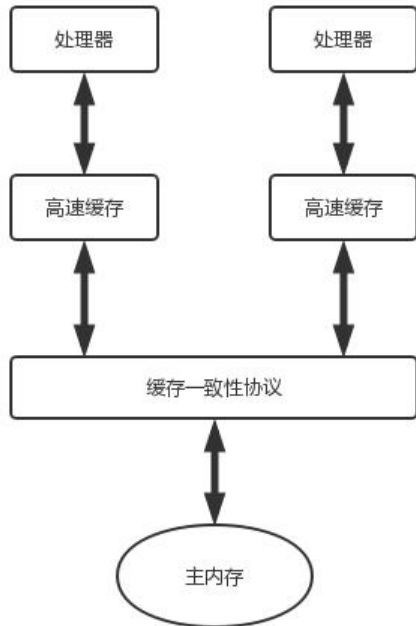 处理器
处理器
高速缓存
高速缓存
缓存一致性协议
主内存